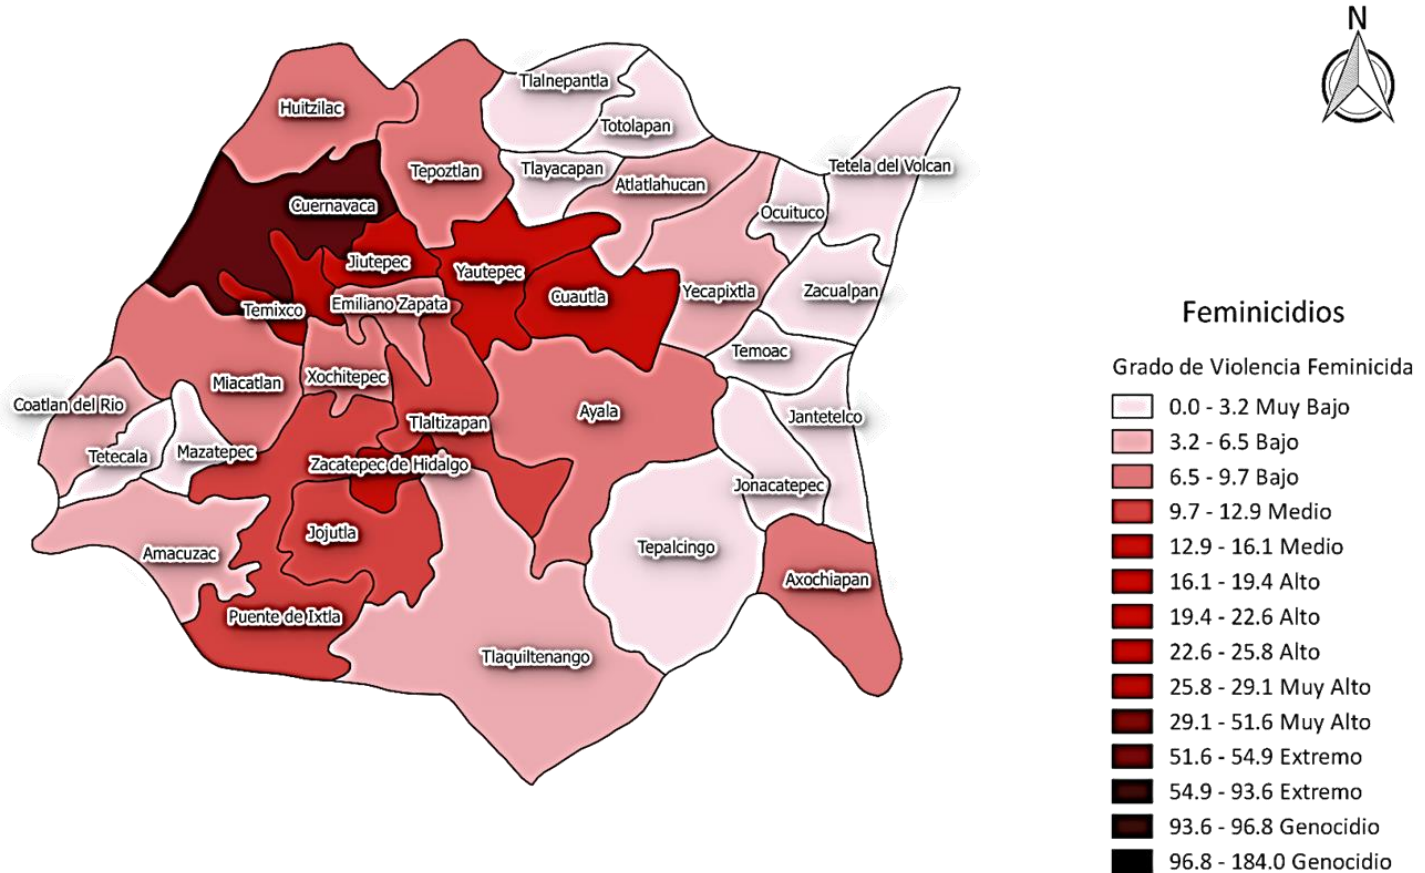 N
Tlalnepantla
Huitzilac
Totolapan
Tepoztlan
Tlayacapan
Tetela del Volcan
Atlatlahucan
Cuernavaca
Ocuituco
Jiutepec
Yautepec
Cuautla
Yecapixtla
Zacualpan
Temixco
Emiliano Zapata
Temoac
Miacatlan
Xochitepec
Coatlan del Rio
Ayala
Jantetelco
Tlaltizapan
Tetecala
Mazatepec
Zacatepec de Hidalgo
Jonacatepec
Jojutla
Amacuzac
Tepalcingo
Axochiapan
Puente de Ixtla
Tlaquiltenango
Feminicidios
Grado de Violencia Feminicida
0.0 - 3.2 Muy Bajo
3.2 - 6.5 Bajo
6.5 - 9.7 Bajo
9.7 - 12.9 Medio
12.9 - 16.1 Medio
16.1 - 19.4 Alto
19.4 - 22.6 Alto
22.6 - 25.8 Alto
25.8 - 29.1 Muy Alto
29.1 - 51.6 Muy Alto
51.6 - 54.9 Extremo
54.9 - 93.6 Extremo
93.6 - 96.8 Genocidio
96.8 - 184.0 Genocidio